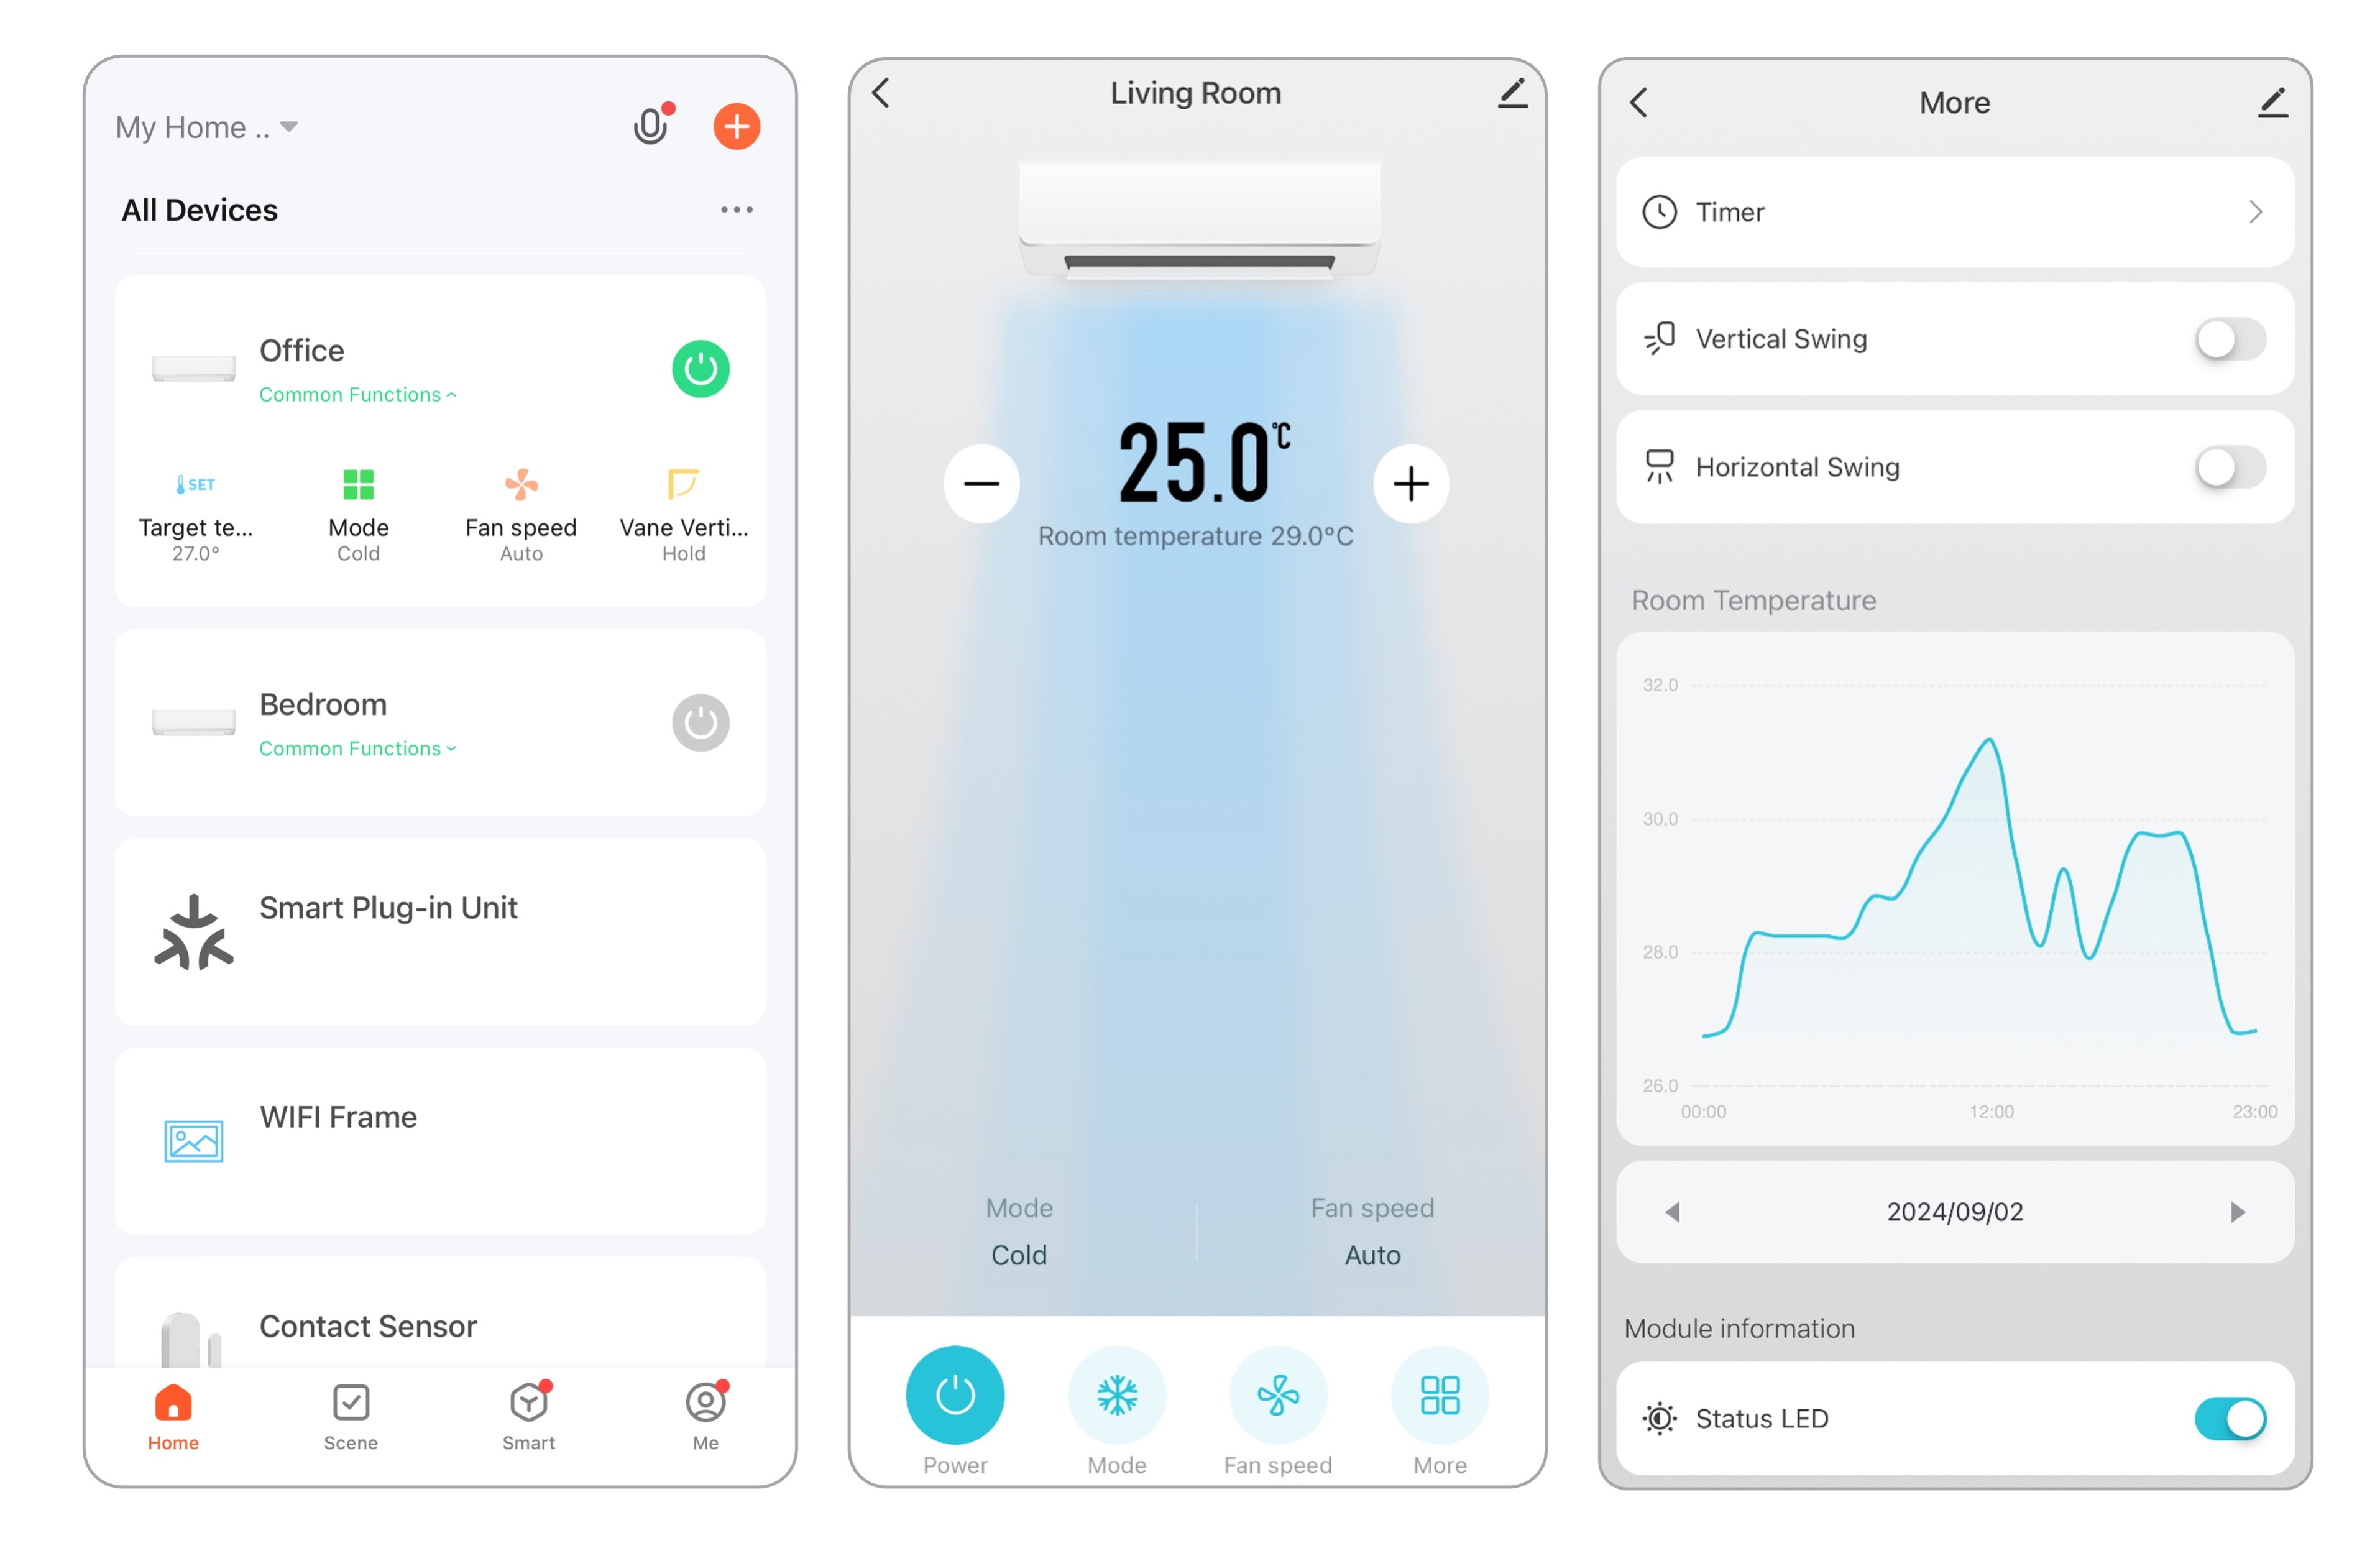 My Home ..
All Devices
Office
Common Functions
SET
Target te... Mode Fan speed Vane Verti...
27.0° Cold Auto Hold
Bedroom
Common Functions
Smart Plug-in Unit
WIFI Frame
Contact Sensor
Home Scene Smart Me
Living Room
25.0°C
Room temperature 29.0°C
Mode Fan speed
Cold Auto
Power Mode Fan speed More
More
Timer
Vertical Swing
Horizontal Swing
Room Temperature
32.0
30.0
28.0
26.0
00:00 12:00 23:00
2024/09/02
Module information
Status LED